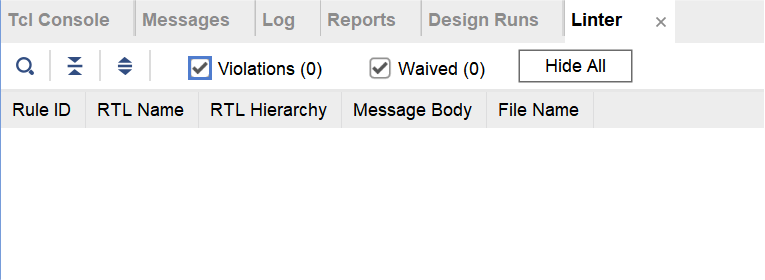 Tcl Console Messages Log Reports Design Runs Linter ×
Violations (0) Waived (0) Hide All
Rule ID RTL Name RTL Hierarchy Message Body File Name